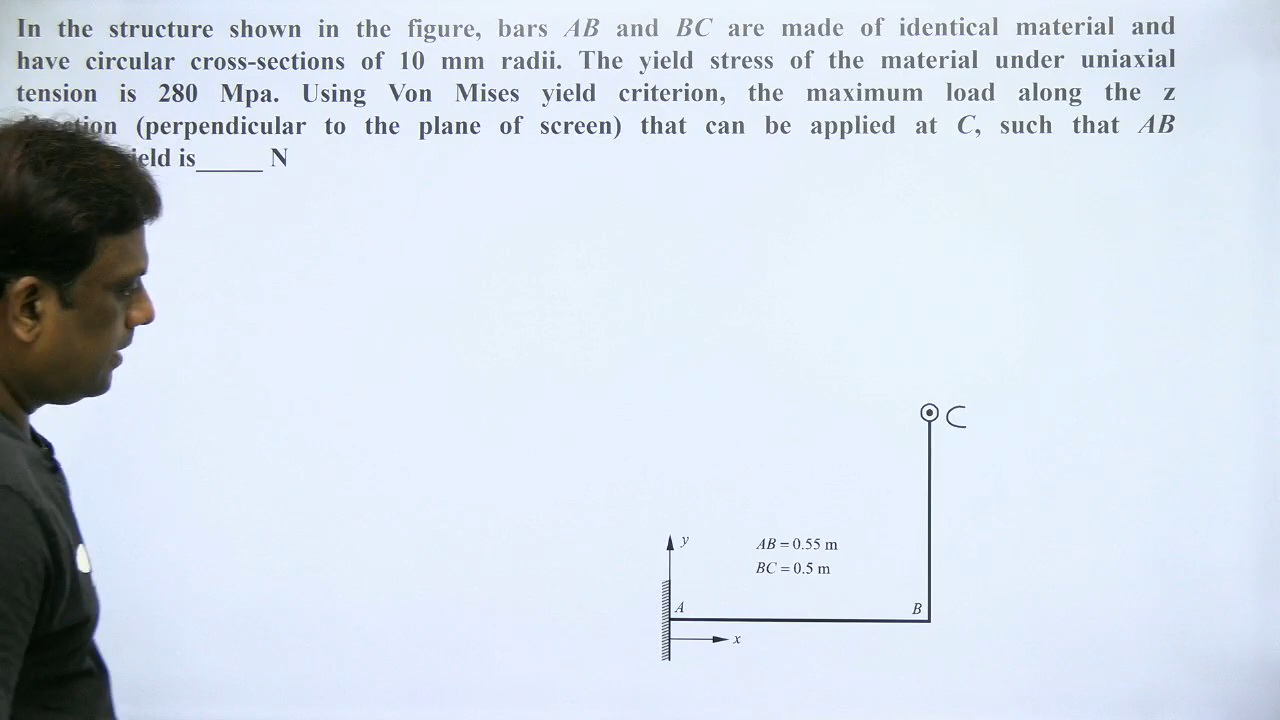 In the structure shown in the figure, bars AB and BC are made of identical material and
have circular cross-sections of 10 mm radii. The yield stress of the material under uniaxial
tension is 280 Mpa. Using Von Mises yield criterion, the maximum load along the z
(perpendicular to the plane of screen) that can be applied at C, such that AB
is_____ N
C
y
AB = 0.55 m
BC = 0.5 m
A
B
x